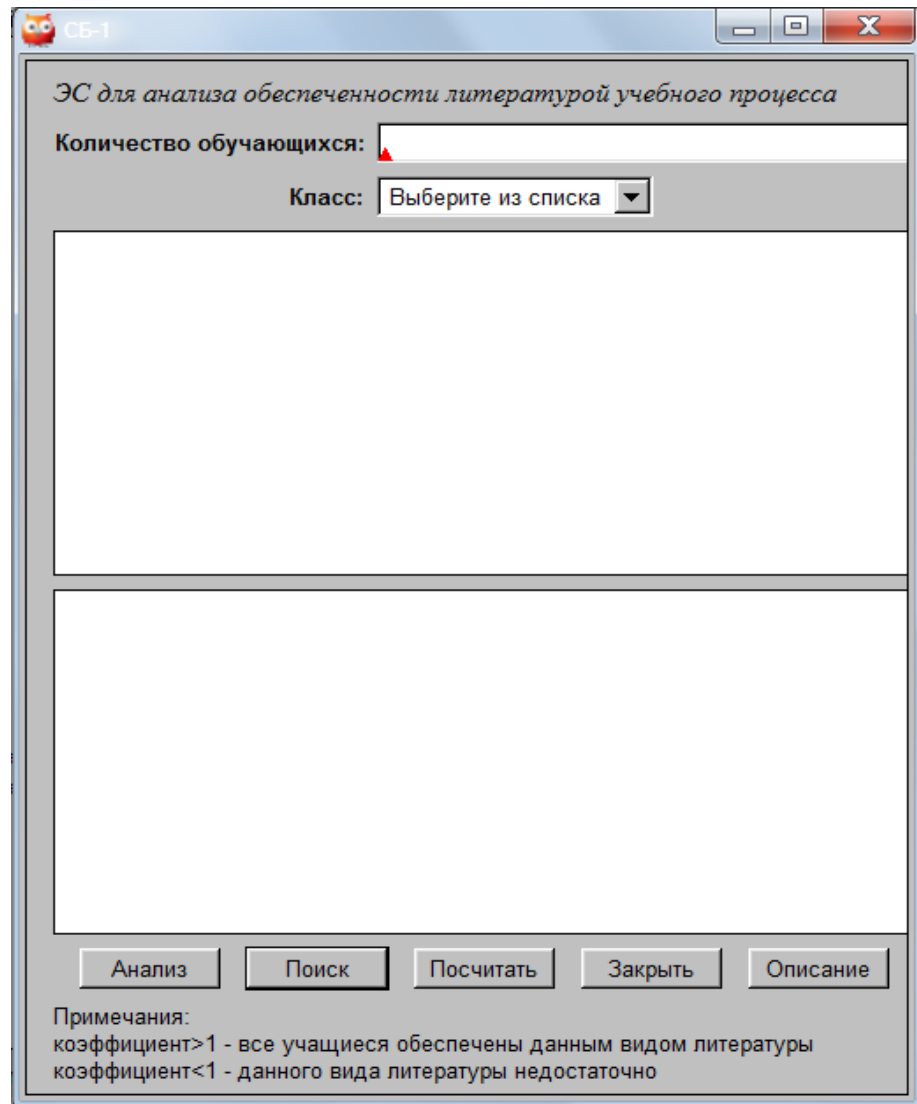 СБ-1
ЭС для анализа обеспеченности литературой учебного процесса
Количество обучающихся:
Класс: Выберите из списка
Анализ Поиск Посчитать Закрыть Описание
Примечания:
коэффициент>1 - все учащиеся обеспечены данным видом литературы
коэффициент<1 - данного вида литературы недостаточно